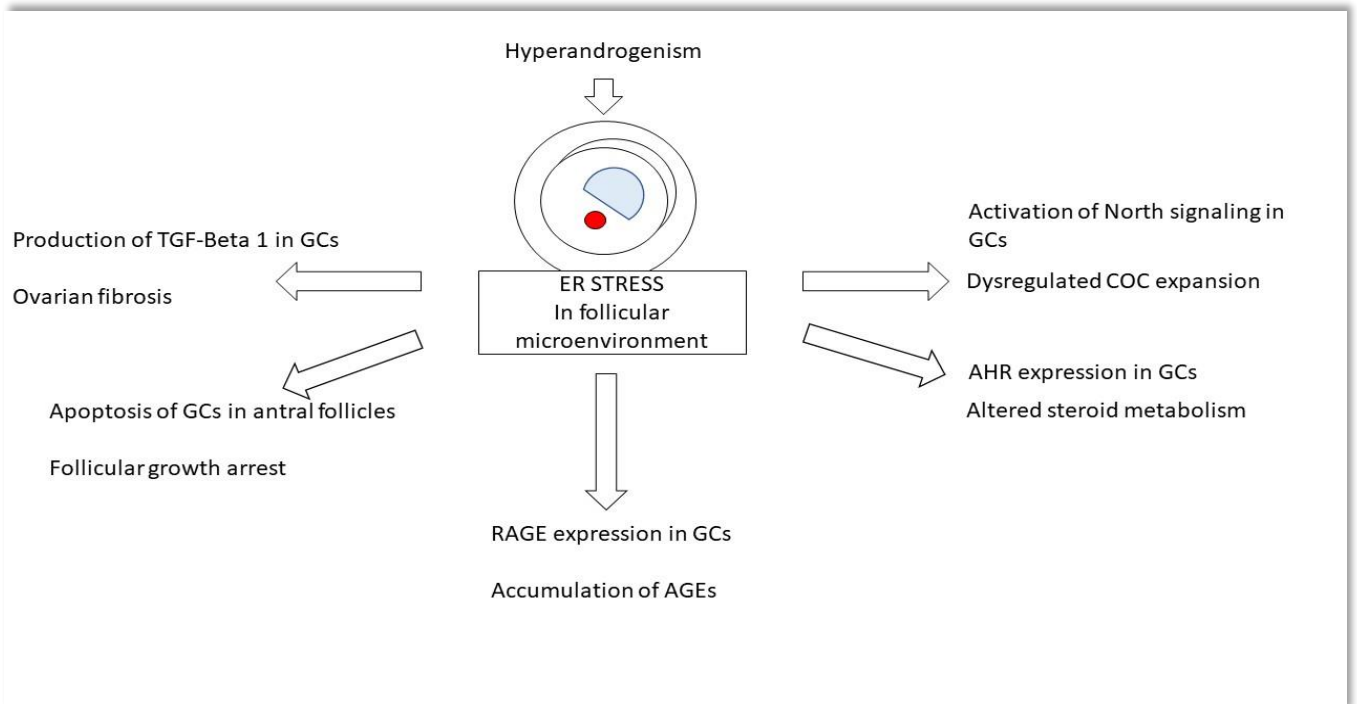 Hyperandrogenism
Production of TGF-Beta 1 in GCs
Ovarian fibrosis
ER STRESS
In follicular
microenvironment
Activation of North signaling in
GCs
Dysregulated COC expansion
Apoptosis of GCs in antral follicles
Follicular growth arrest
AHR expression in GCs
Altered steroid metabolism
RAGE expression in GCs
Accumulation of AGEs